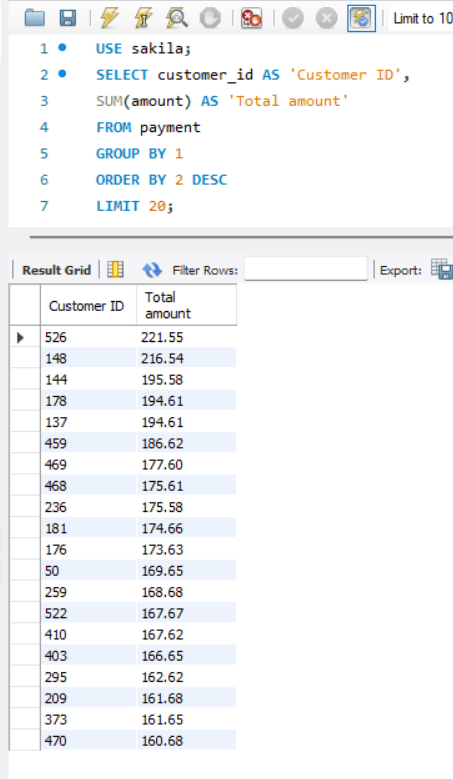 Limit to 10
1 USE sakila;
2 SELECT customer_id AS 'Customer ID',
3 SUM(amount) AS 'Total amount'
4 FROM payment
5 GROUP BY 1
6 ORDER BY 2 DESC
7 LIMIT 20;
Result Grid Filter Rows: Export:
Customer ID Total
amount
526 221.55
148 216.54
144 195.58
178 194.61
137 194.61
459 186.62
469 177.60
468 175.61
236 175.58
181 174.66
176 173.63
50 169.65
259 168.68
522 167.67
410 167.62
403 166.65
295 162.62
209 161.68
373 161.65
470 160.68